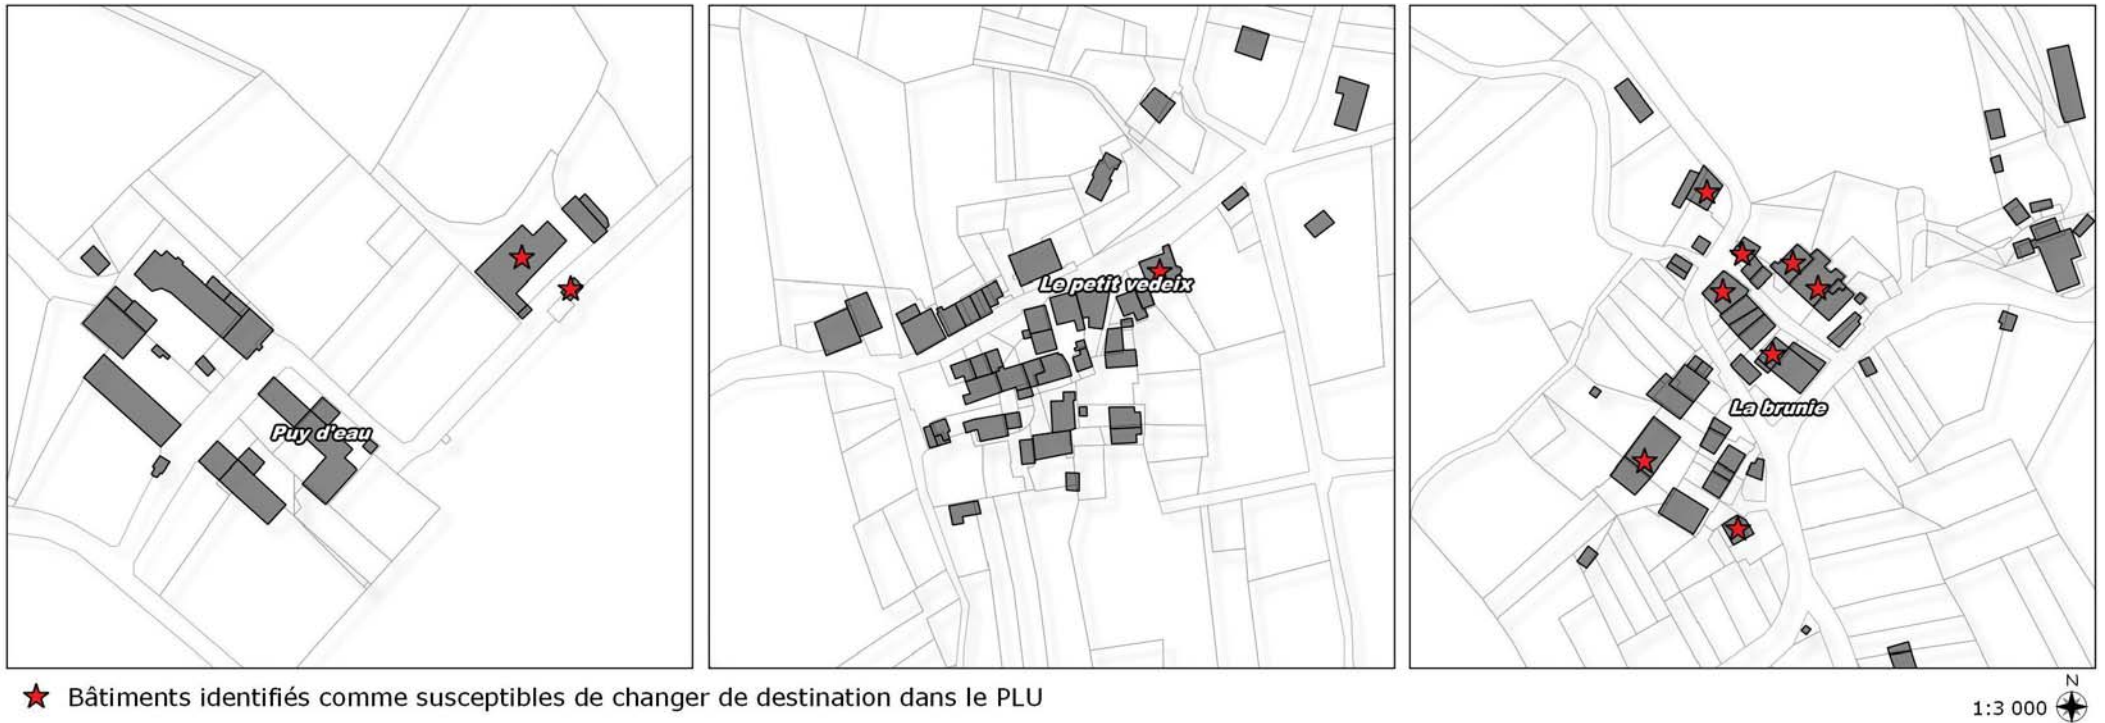 Puy d'eau
Le petit vedeix
La brunie
Bâtiments identifiés comme susceptibles de changer de destination dans le PLU
N
1:3 000